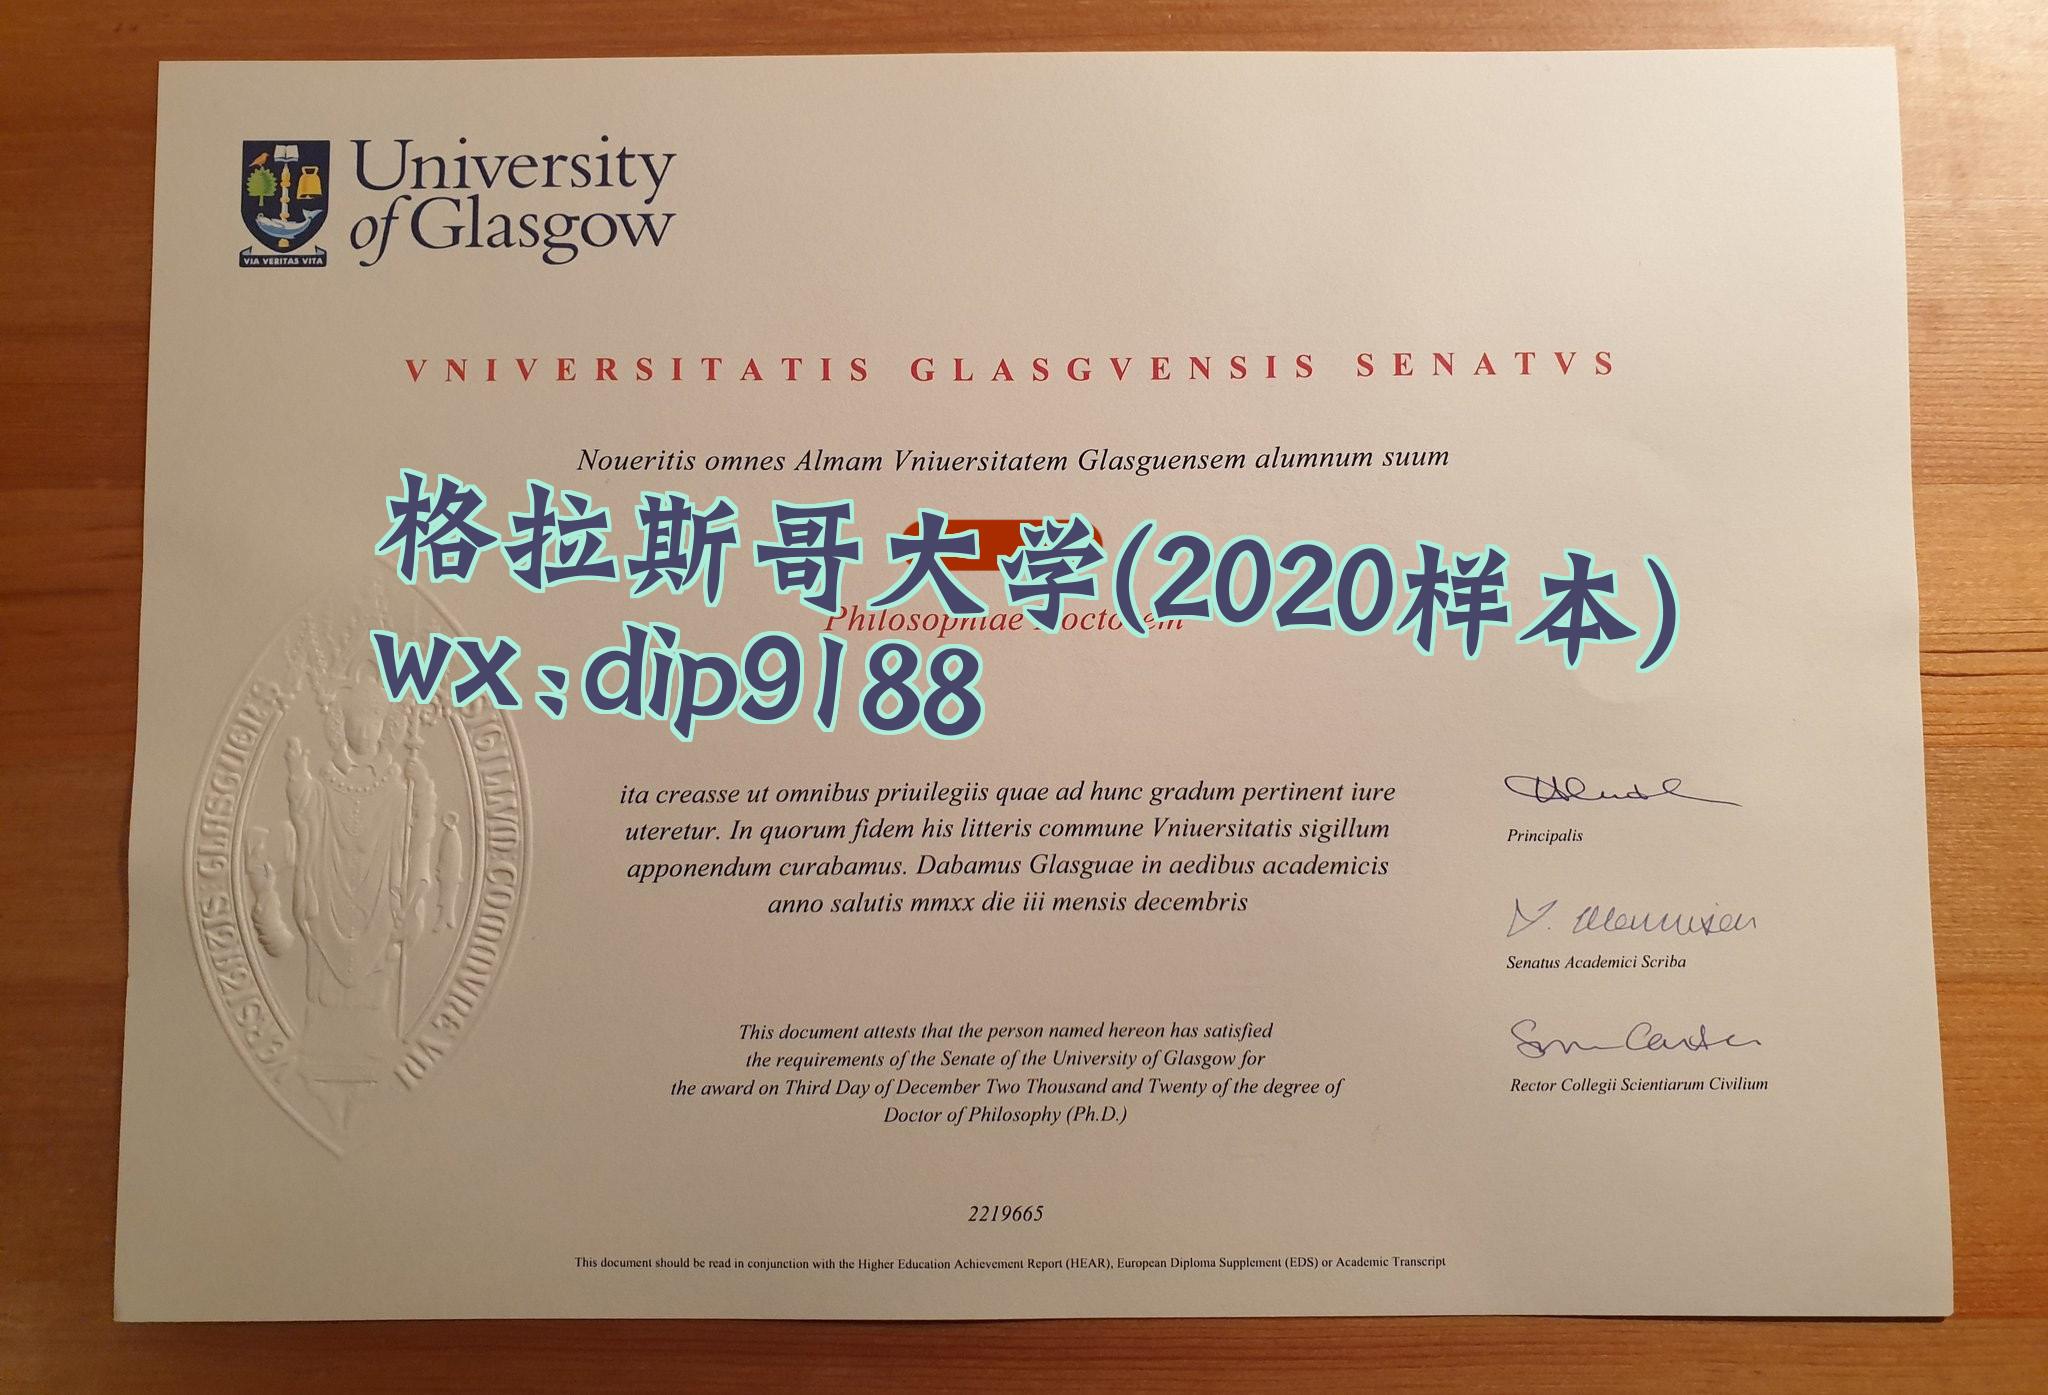 University
of Glasgow
VIA VERITAS VITA
VNIVERSITATIS GLASGVENSIS SENATVS
Noueritis omnes Almam Vniuersitatem Glasguensem alumnum suum
格拉斯哥大学(2020样本)
Philosophiae
wx:dip9188
ita creasse ut omnibus priuilegiis quae ad hunc gradum pertinent iure
uteretur. In quorum fidem his litteris commune Vniuersitatis sigillum
apponendum curabamus. Dabamus Glasguae in aedibus academicis
anno salutis mmxx die iii mensis decembris
Principalis
Senatus Academici Scriba
Rector Collegii Scientiarum Civilium
This document attests that the person named hereon has satisfied
the requirements of the Senate of the University of Glasgow for
the award on Third Day of December Two Thousand and Twenty of the degree of
Doctor of Philosophy (Ph.D.)
2219665
This document should be read in conjunction with the Higher Education Achievement Report (HEAR), European Diploma Supplement (EDS) or Academic Transcript